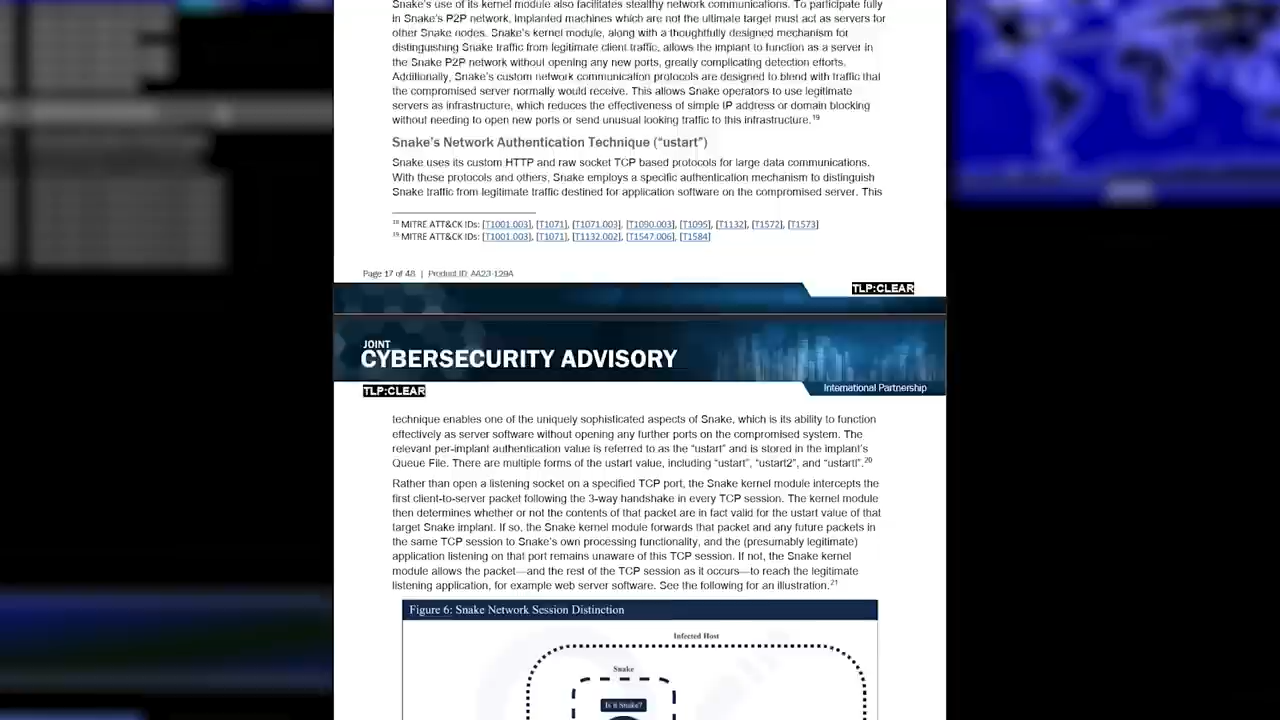 Snake's use of its kernel module also facilitates stealthy network communications. To participate fully
in Snake's P2P network, implanted machines which are not the ultimate target must act as servers for
other Snake nodes. Snake's kernel module, along with a thoughtfully designed mechanism for
distinguishing Snake traffic from legitimate client traffic, allows the implant to function as a server in
the Snake P2P network without opening any new ports, greatly complicating detection efforts.
Additionally, Snake's custom network communication protocols are designed to blend with traffic that
the compromised server normally would receive. This allows Snake operators to use legitimate
servers as infrastructure, which reduces the effectiveness of simple IP address or domain blocking
without needing to open new ports or send unusual looking traffic to this infrastructure.19
Snake's Network Authentication Technique ("ustart")
Snake uses its custom HTTP and raw socket TCP based protocols for large data communications.
With these protocols and others, Snake employs a specific authentication mechanism to distinguish
Snake traffic from legitimate traffic destined for application software on the compromised server. This
18 MITRE ATT&CK IDs: [T1001.003], [T1071], [T1071.003], [T1090.003], [T1095], [T1132], [T1572], [T1573]
19 MITRE ATT&CK IDs: [T1001.003], [T1071], [T1132.002], [T1547.006], [T1584]
Page 17 of 48 | Product ID: AA23-129A
TLP:CLEAR
JOINT
CYBERSECURITY ADVISORY
International Partnership
TLP:CLEAR
technique enables one of the uniquely sophisticated aspects of Snake, which is its ability to function
effectively as server software without opening any further ports on the compromised system. The
relevant per-implant authentication value is referred to as the "ustart" and is stored in the implant's
Queue File. There are multiple forms of the ustart value, including "ustart", "ustart2", and "ustartl".20
Rather than open a listening socket on a specified TCP port, the Snake kernel module intercepts the
first client-to-server packet following the 3-way handshake in every TCP session. The kernel module
then determines whether or not the contents of that packet are in fact valid for the ustart value of that
target Snake implant. If so, the Snake kernel module forwards that packet and any future packets in
the same TCP session to Snake's own processing functionality, and the (presumably legitimate)
application listening on that port remains unaware of this TCP session. If not, the Snake kernel
module allows the packet—and the rest of the TCP session as it occurs—to reach the legitimate
listening application, for example web server software. See the following for an illustration.21
Figure 6: Snake Network Session Distinction
Infected Host
Snake
Is it Snake?